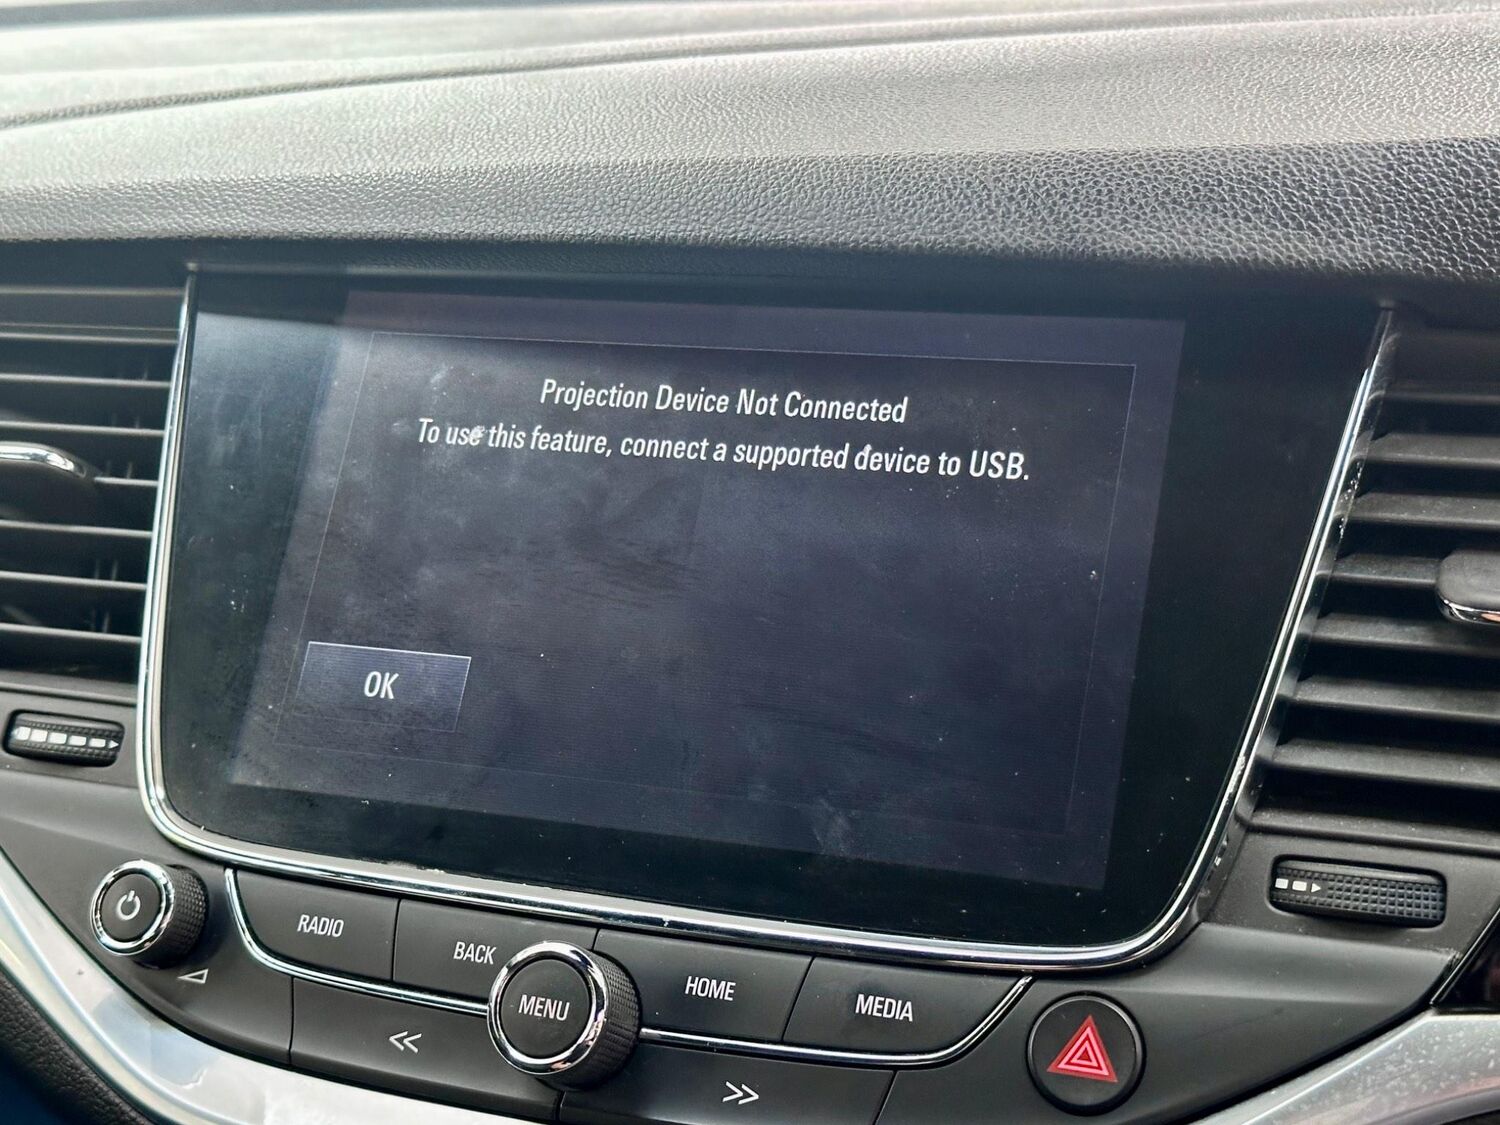 Projection Device Not Connected
To use this feature, connect a supported device to USB.
OK
RADIO
BACK
MENU
HOME
MEDIA